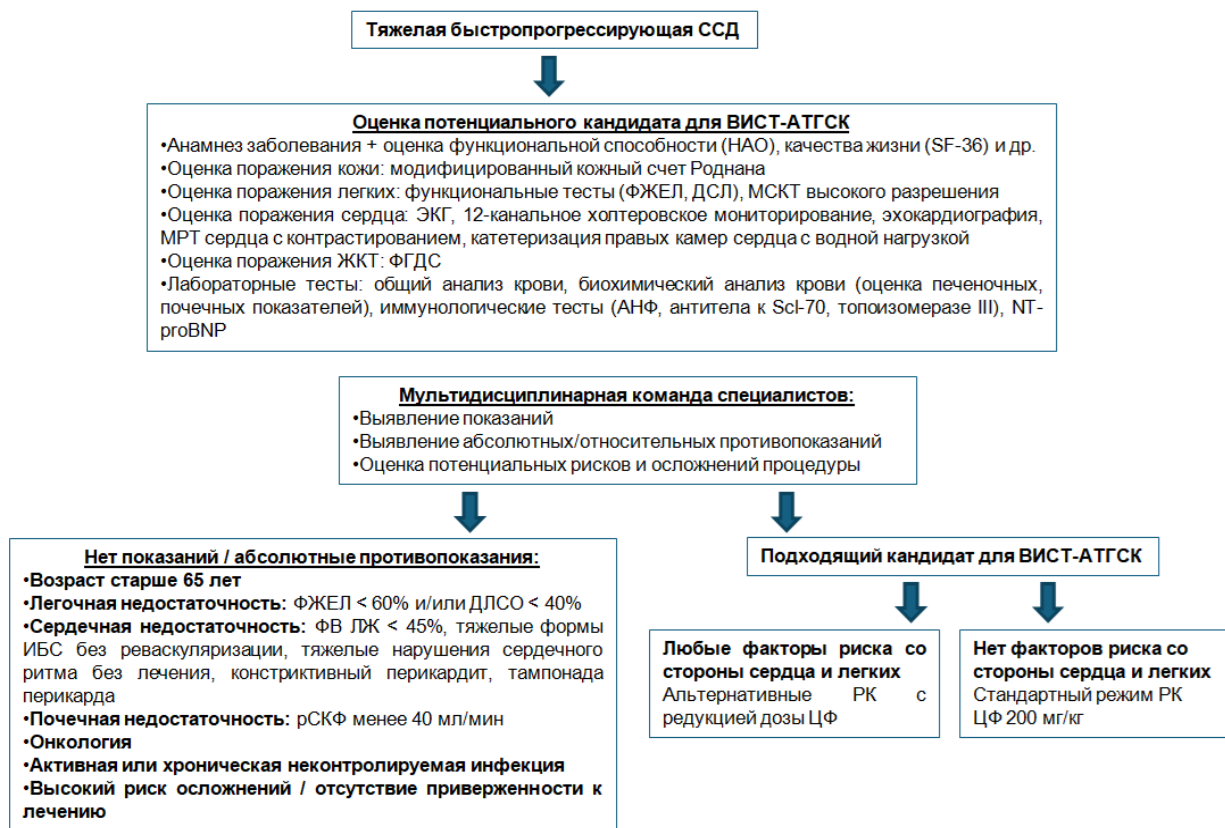 Тяжелая быстропрогрессирующая ССД
Оценка потенциального кандидата для ВИСТ-АТГСК
•Анамнез заболевания + оценка функциональной способности (HAQ), качества жизни (SF-36) и др.
•Оценка поражения кожи: модифицированный кожный счет Роднана
•Оценка поражения легких: функциональные тесты (ФЖЕЛ, ДСЛ), МСКТ высокого разрешения
•Оценка поражения сердца: ЭКГ, 12-канальное холтеровское мониторирование, эхокардиография,
МРТ сердца с контрастированием, катетеризация правых камер сердца с водной нагрузкой
•Оценка поражения ЖКТ: ФГДС
•Лабораторные тесты: общий анализ крови, биохимический анализ крови (оценка печеночных,
почечных показателей), иммунологические тесты (АНФ, антитела к Scl-70, топоизомеразе III), NT-
proBNP
Мультидисциплинарная команда специалистов:
•Выявление показаний
•Выявление абсолютных/относительных противопоказаний
•Оценка потенциальных рисков и осложнений процедуры
Нет показаний / абсолютные противопоказания:
•Возраст старше 65 лет
•Легочная недостаточность: ФЖЕЛ < 60% и/или ДЛСО < 40%
•Сердечная недостаточность: ФВ ЛЖ < 45%, тяжелые формы
ИБС без реваскуляризации, тяжелые нарушения сердечного
ритма без лечения, констриктивный перикардит, тампонада
перикарда
•Почечная недостаточность: рСКФ менее 40 мл/мин
•Онкология
•Активная или хроническая неконтролируемая инфекция
•Высокий риск осложнений / отсутствие приверженности к
лечению
Подходящий кандидат для ВИСТ-АТГСК
Любые факторы риска со
стороны сердца и легких
Альтернативные РК с
редукцией дозы ЦФ
Нет факторов риска со
стороны сердца и легких
Стандартный режим РК
ЦФ 200 мг/кг